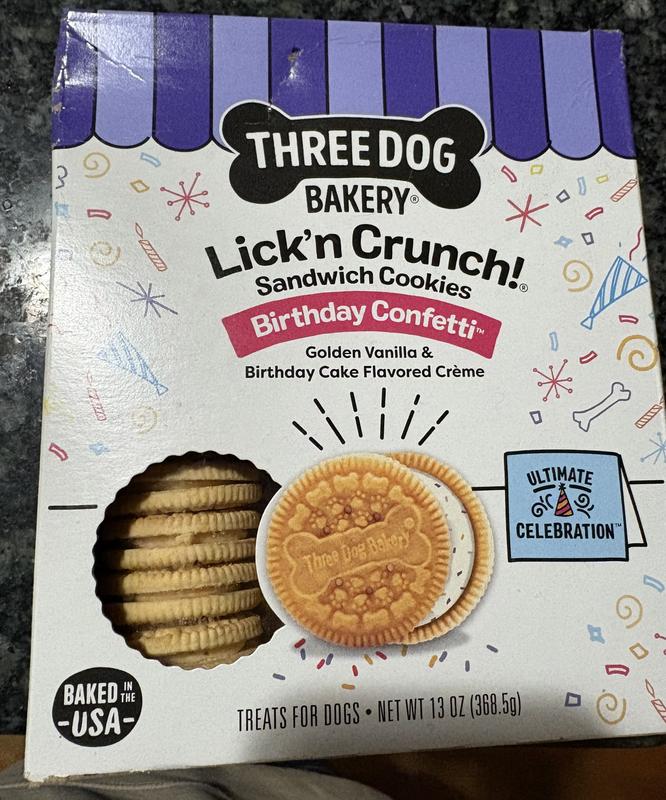 THREE DOG
BAKERY®
Lick'n Crunch!®
Sandwich Cookies
Birthday Confetti™
Golden Vanilla &
Birthday Cake Flavored Crème
Three Dog Bakery®
ULTIMATE
CELEBRATION™
BAKED IN THE
-USA-
TREATS FOR DOGS • NET WT 13 OZ (368.5g)